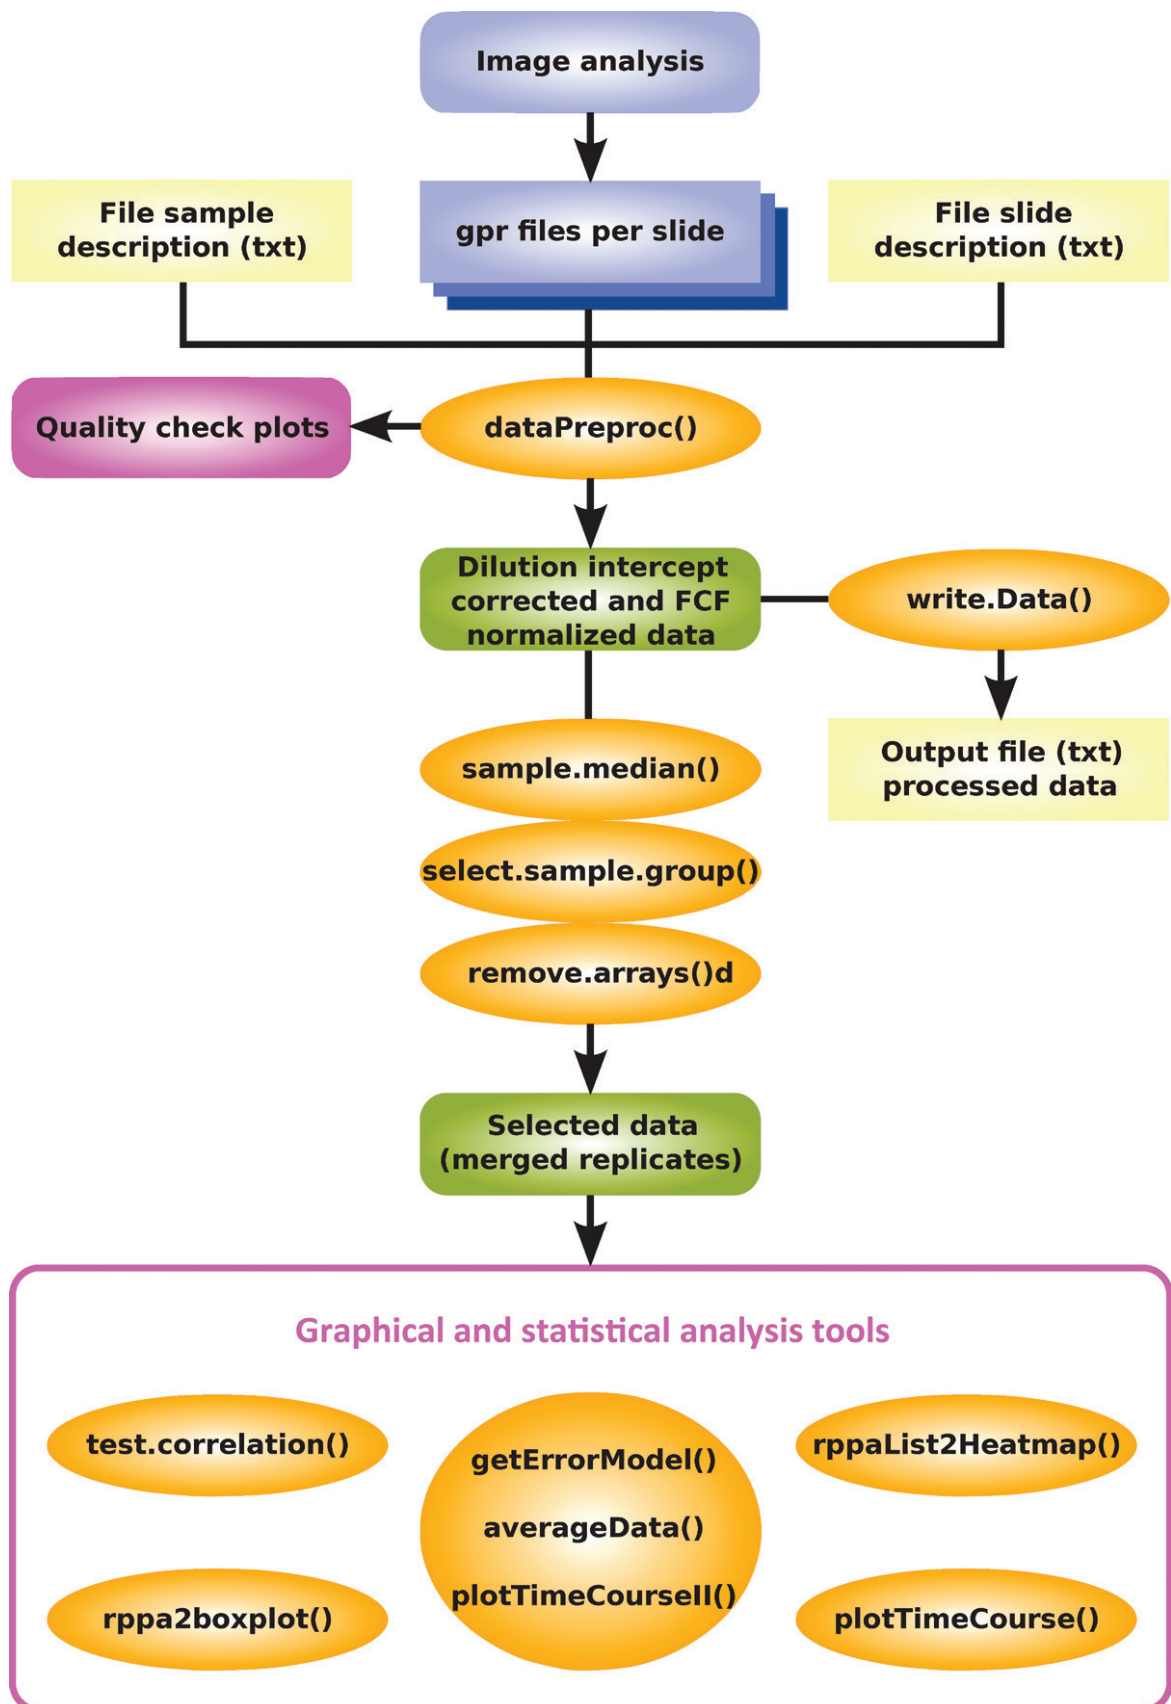 Image analysis
File sample
description (txt)
gpr files per slide
File slide
description (txt)
Quality check plots
dataPreproc()
Dilution intercept
corrected and FCF
normalized data
write.Data()
sample.median()
Output file (txt)
processed data
select.sample.group()
remove.arrays()d
Selected data
(merged replicates)
Graphical and statistical analysis tools
test.correlation()
getErrorModel()
averageData()
plotTimeCourseII()
rppaList2Heatmap()
rppa2boxplot()
plotTimeCourse()